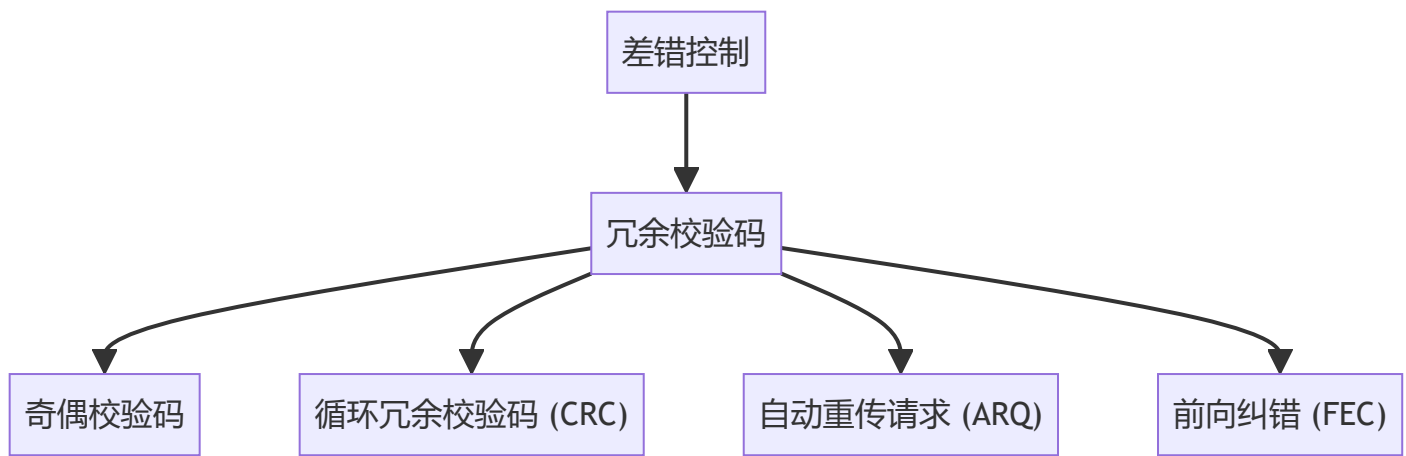 差错控制
冗余校验码
奇偶校验码
循环冗余校验码 (CRC)
自动重传请求 (ARQ)
前向纠错 (FEC)